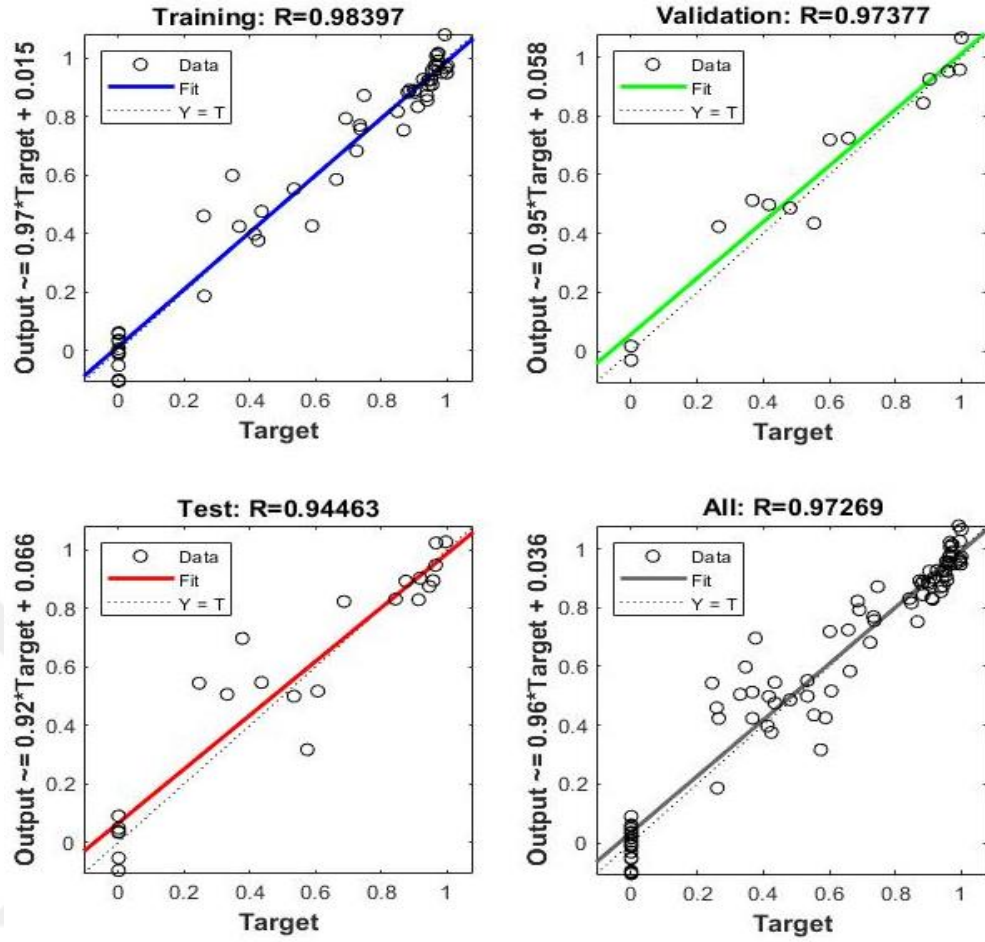 Training: R=0.98397
Output ~= 0.97*Target + 0.015
1
0.8
0.6
0.4
0.2
0
Data
Fit
Y = T
0 0.2 0.4 0.6 0.8 1
Target
Validation: R=0.97377
Output ~= 0.95*Target + 0.058
1
0.8
0.6
0.4
0.2
0
Data
Fit
Y = T
0 0.2 0.4 0.6 0.8 1
Target
Test: R=0.94463
Output ~= 0.92*Target + 0.066
1
0.8
0.6
0.4
0.2
0
Data
Fit
Y = T
0 0.2 0.4 0.6 0.8 1
Target
All: R=0.97269
Output ~= 0.96*Target + 0.036
1
0.8
0.6
0.4
0.2
0
Data
Fit
Y = T
0 0.2 0.4 0.6 0.8 1
Target